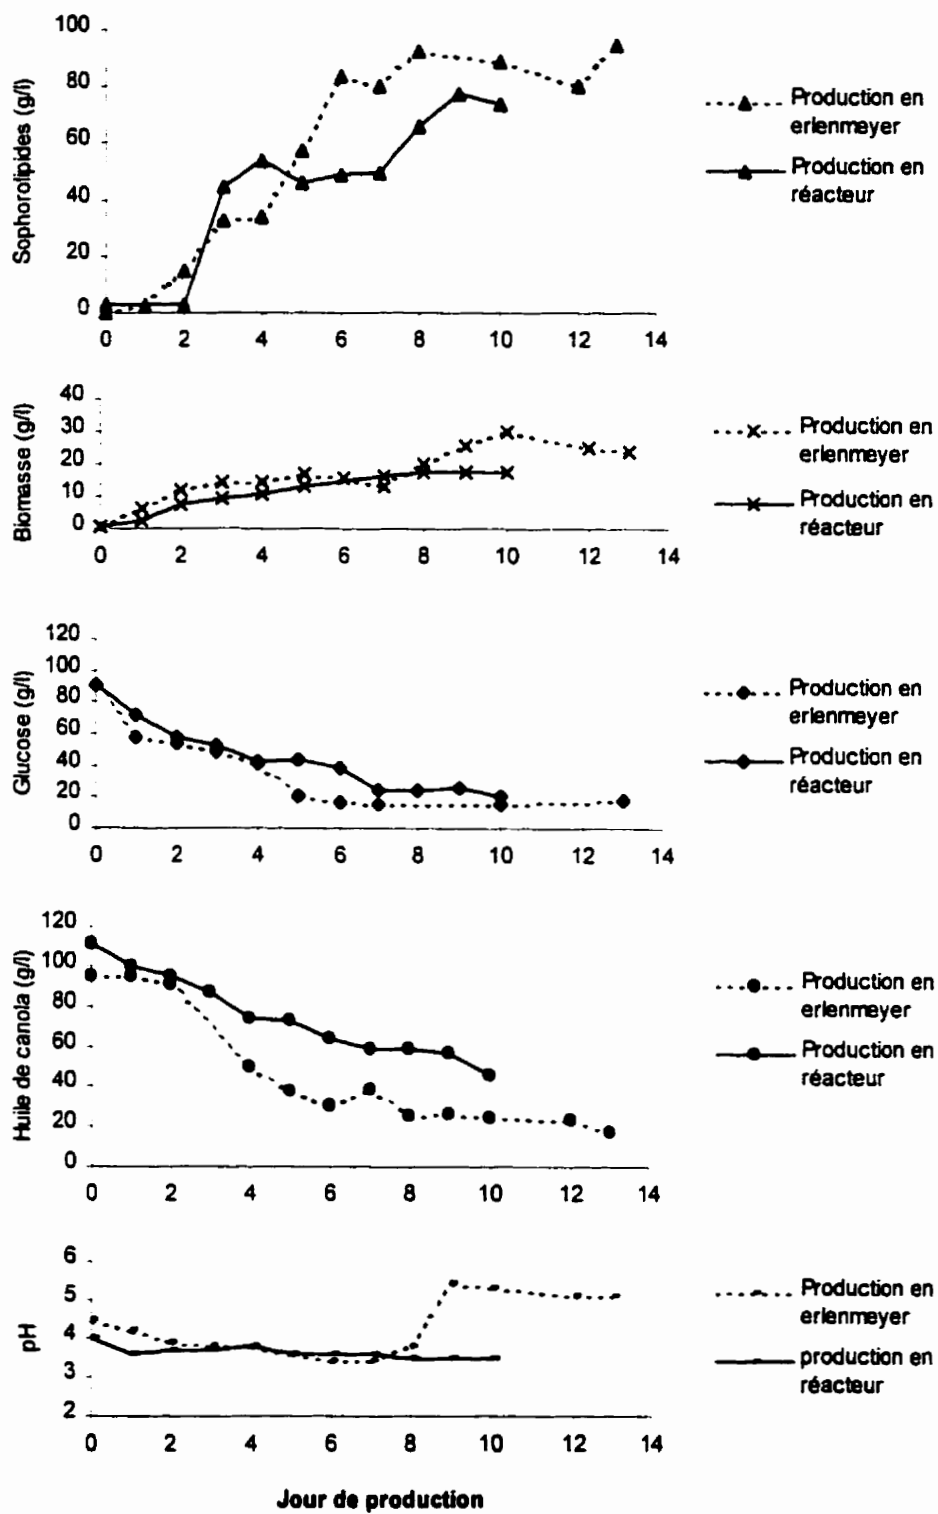 100
80
60
40
20
0
Sophorolipides (g/l)
0 2 4 6 8 10 12 14
Production en
erlenmeyer
Production en
réacteur
40
30
20
10
0
Biomasse (g/l)
0 2 4 6 8 10 12 14
Production en
erlenmeyer
Production en
réacteur
120
100
80
60
40
20
0
Glucose (g/l)
0 2 4 6 8 10 12 14
Production en
erlenmeyer
Production en
réacteur
120
100
80
60
40
20
0
Huile de canola (g/l)
0 2 4 6 8 10 12 14
Production en
erlenmeyer
Production en
réacteur
6
5
4
3
2
pH
0 2 4 6 8 10 12 14
Production en
erlenmeyer
production en
réacteur
Jour de production